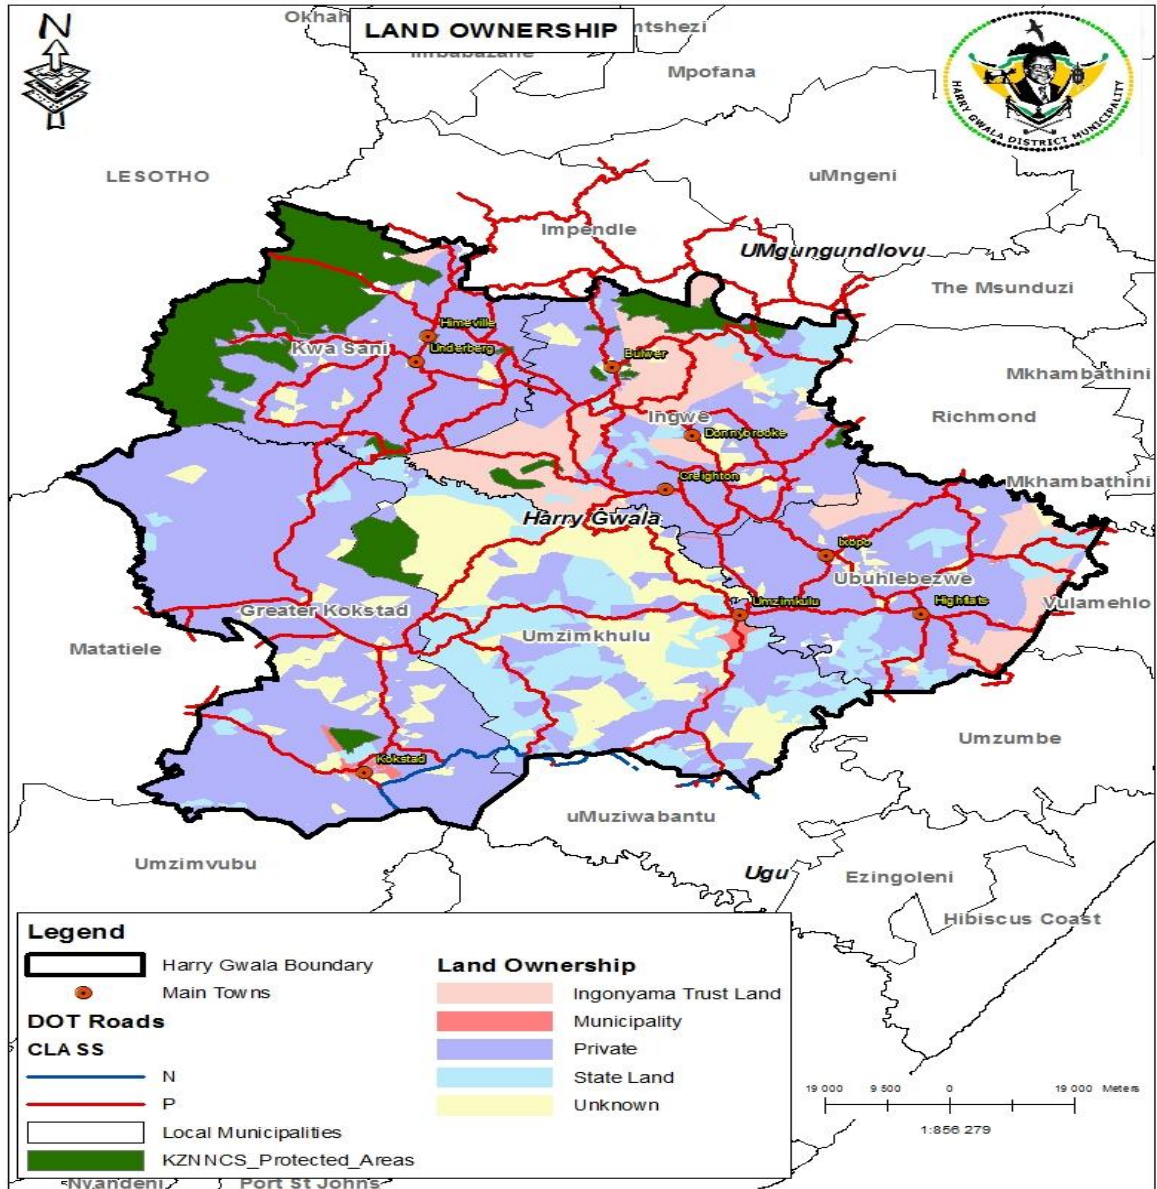 N
Okhah
LAND OWNERSHIP
mtshezi
Imbabazane
Mpofana
HARRY GWALA DISTRICT MUNICIPALITY
LESOTHO
uMngeni
Impendle
UMgungundlovu
The Msunduzi
Himeville
Kwa Sani
Underberg
Bulwer
Mkhambathini
Richmond
Ingwe
Donnybrooke
Creighton
Mkhambathini
Harry Gwala
Ixopo
Ubuhlebezwe
Greater Kokstad
Umzimkulu
Highflats
Vulamehlo
Umzimkhulu
Matatiele
Umzumbe
Kokstad
uMuziwabantu
Umzimvubu
Ugu
Ezingoleni
Hibiscus Coast
Legend
Harry Gwala Boundary
Main Towns
DOT Roads
CLASS
N
P
Local Municipalities
KZNNCS_Protected_Areas
Land Ownership
Ingonyama Trust Land
Municipality
Private
State Land
Unknown
19 000 9 500 0 19 000 Meters
1:856 279
Nyandeni
Port St Johns